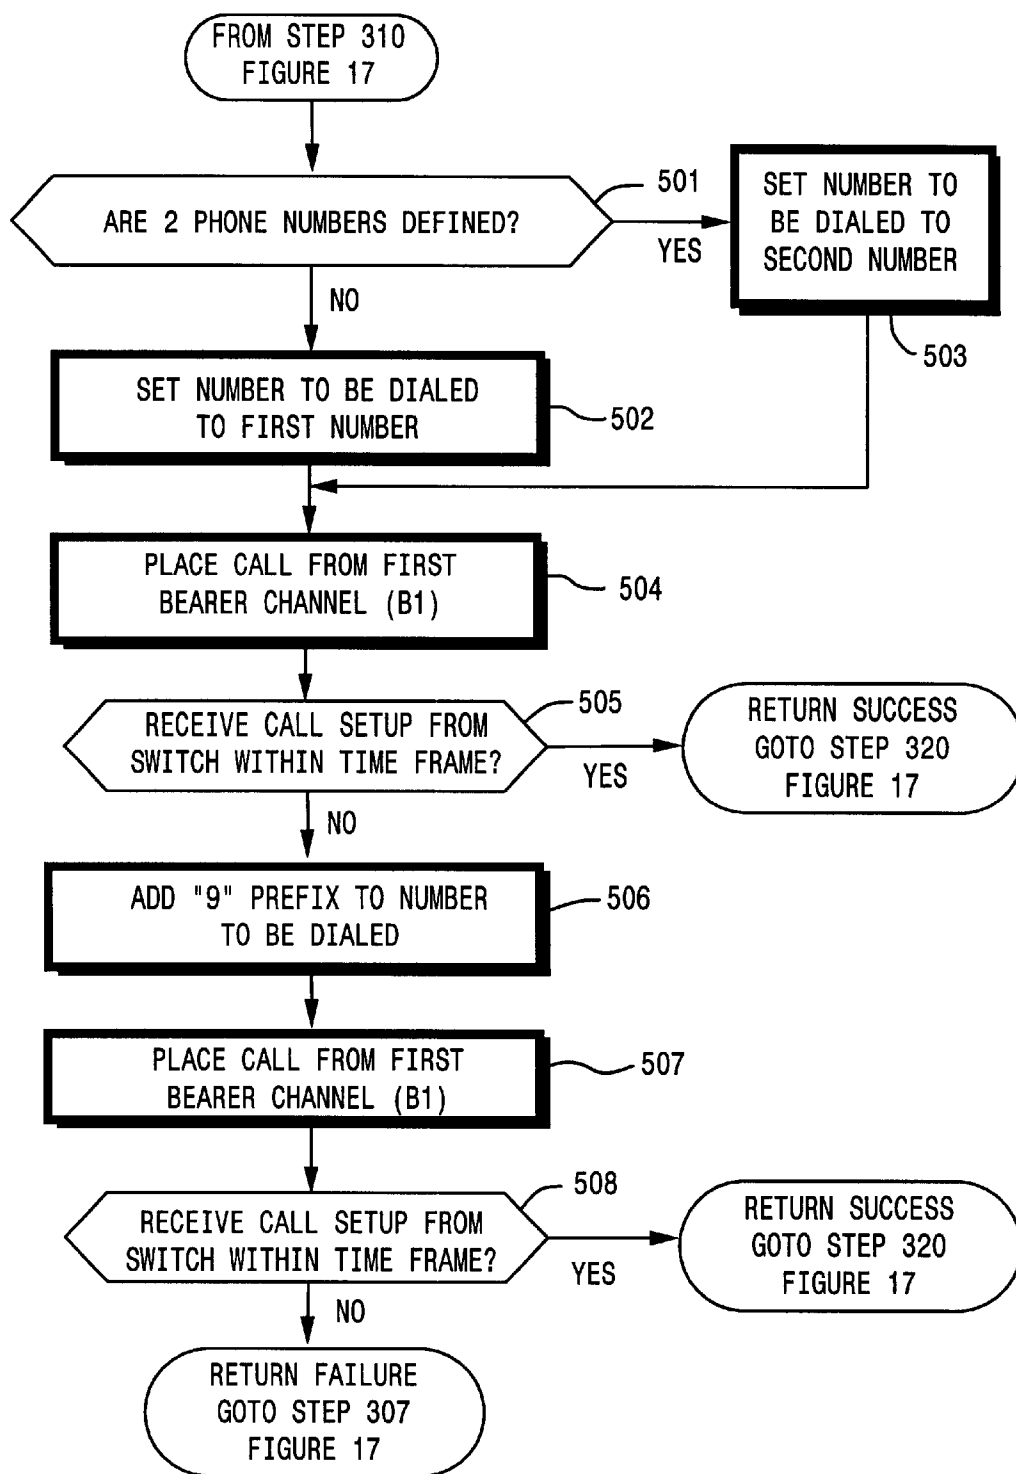 FROM STEP 310
FIGURE 17
501
ARE 2 PHONE NUMBERS DEFINED?
YES
SET NUMBER TO
BE DIALED TO
SECOND NUMBER
503
NO
SET NUMBER TO BE DIALED
TO FIRST NUMBER
502
PLACE CALL FROM FIRST
BEARER CHANNEL (B1)
504
RECEIVE CALL SETUP FROM
SWITCH WITHIN TIME FRAME?
505
YES
RETURN SUCCESS
GOTO STEP 320
FIGURE 17
NO
ADD "9" PREFIX TO NUMBER
TO BE DIALED
506
PLACE CALL FROM FIRST
BEARER CHANNEL (B1)
507
RECEIVE CALL SETUP FROM
SWITCH WITHIN TIME FRAME?
508
YES
RETURN SUCCESS
GOTO STEP 320
FIGURE 17
NO
RETURN FAILURE
GOTO STEP 307
FIGURE 17